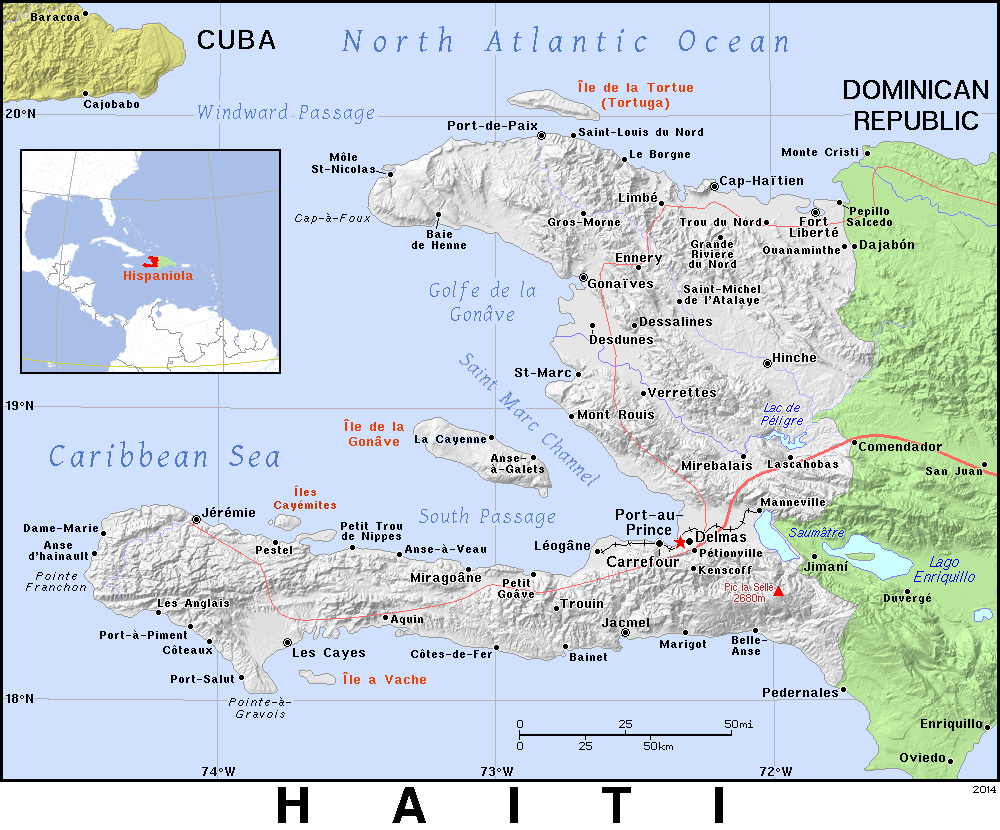 Baracoa
CUBA
North Atlantic Ocean
Cajobabo
Île de la Tortue
(Tortuga)
DOMINICAN
REPUBLIC
20°N
Windward Passage
Port-de-Paix
Saint-Louis du Nord
Môle
St-Nicolas
Le Borgne
Monte Cristi
Cap-Haïtien
Limbé
Cap-à-Foux
Baie
de Henne
Gros-Morne
Trou du Nord
Fort
Liberté
Pepillo
Salcedo
Grande
Rivière
du Nord
Ouanaminthe
Dajabón
Hispaniola
Ennery
Gonaïves
Golfe de la
Gonâve
Saint-Michel
de l'Atalaye
Dessalines
Desdunes
Hinche
St-Marc
Saint Marc Channel
Verrettes
19°N
Mont Rouis
Lac de
Péligre
Île de la
Gonâve
La Cayenne
Anse-
à-Galets
Caribbean Sea
Mirebalais
Lascahobas
Comendador
San Juan
Îles
Cayémites
Jérémie
South Passage
Manneville
Port-au-
Prince
Dame-Marie
Petit Trou
de Nippes
Delmas
Saumâtre
Anse
d'hainault
Pestel
Anse-à-Veau
Léogâne
Carrefour
Pétionville
Jimaní
Lago
Enriquillo
Pointe
Franchon
Miragoâne
Petit
Goâve
Kenscoff
Pic la Selle
2680m
Duvergé
Les Anglais
Trouin
Port-à-Piment
Aquin
Jacmel
Côteaux
Les Cayes
Côtes-de-Fer
Bainet
Marigot
Belle-
Anse
Port-Salut
Île a Vache
Pedernales
18°N
Pointe-à-
Gravois
0 25 50mi
0 25 50km
Enriquillo
Oviedo
74°W 73°W 72°W
2014
HAITI